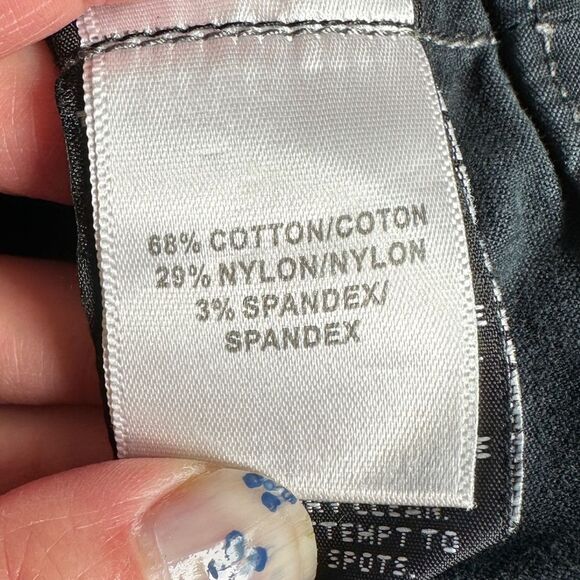 68% COTTON/COTON
29% NYLON/NYLON
3% SPANDEX/
SPANDEX
TEMPT TO
SPOTS